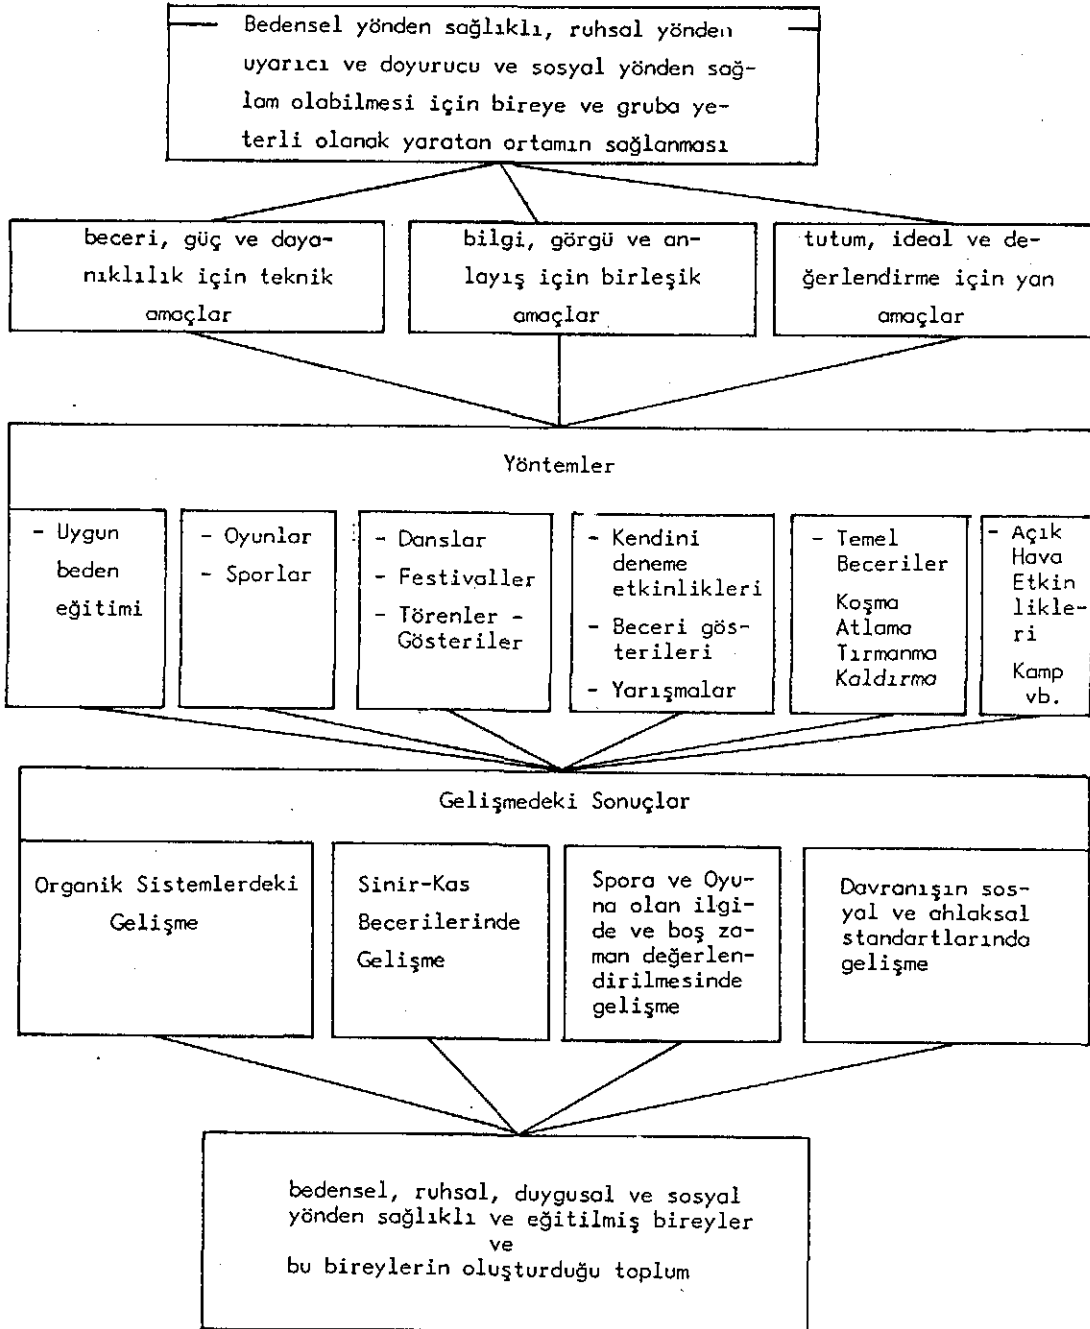 Bedensel yönden sağlıklı, ruhsal yönden
uyarıcı ve doyurucu ve sosyal yönden sağ-
lam olabilmesi için bireye ve gruba ye-
terli olanak yaratan ortamın sağlanması
beceri, güç ve daya-
nıklılık için teknik
amaçlar
bilgi, görgü ve an-
layış için birleşik
amaçlar
tutum, ideal ve de-
ğerlendirme için yan
amaçlar
Yöntemler
- Uygun
beden
eğitimi
- Oyunlar
- Sporlar
- Danslar
- Festivaller
- Törenler -
Gösteriler
- Kendini
deneme
etkinlikleri
- Beceri gös-
terileri
- Yarışmalar
- Temel
Beceriler
Koşma
Atlama
Tırmanma
Kaldırma
- Açık
Hava
Etkin
likle-
ri
Kamp
vb.
Gelişmedeki Sonuçlar
Organik Sistemlerdeki
Gelişme
Sinir-Kas
Becerilerinde
Gelişme
Spora ve Oyu-
na olan ilgi-
de ve boş za-
man değerlen-
dirilmesinde
gelişme
Davranışın sos-
yal ve ahlaksal
standartlarında
gelişme
bedensel, ruhsal, duygusal ve sosyal
yönden sağlıklı ve eğitilmiş bireyler
ve
bu bireylerin oluşturduğu toplum